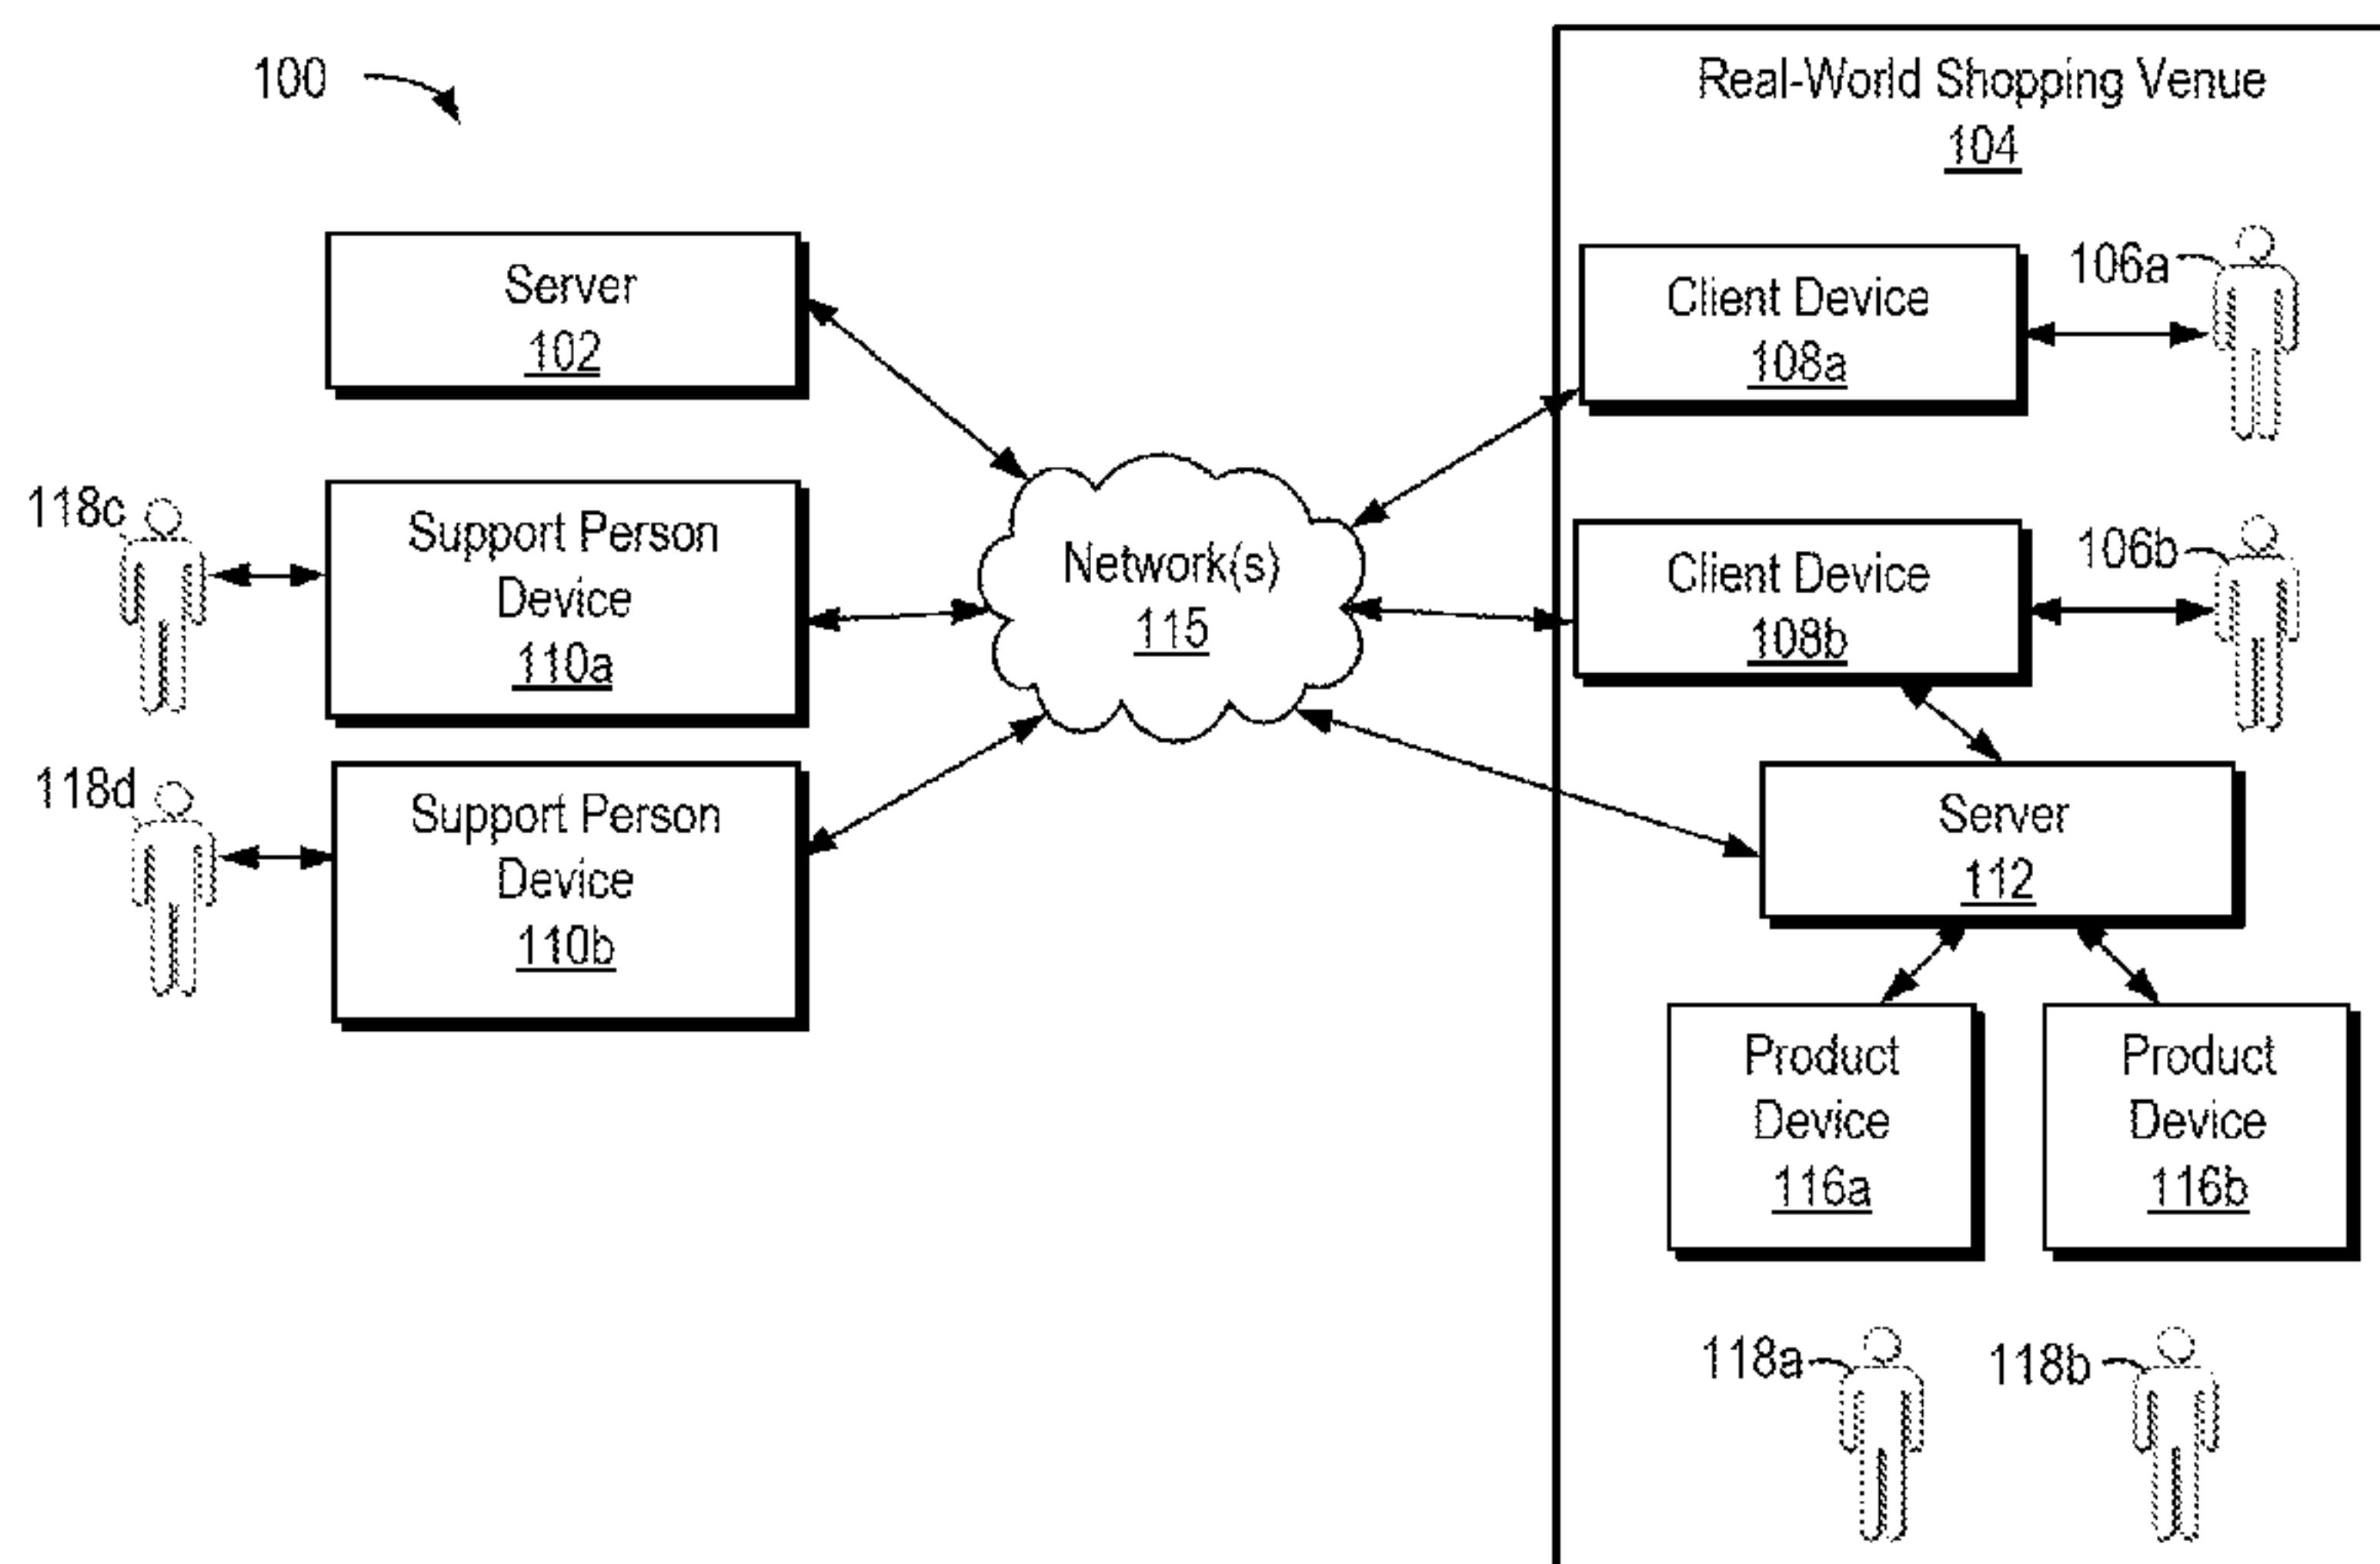 100
Real-World Shopping Venue
104
Server
102
Client Device
108a
106a
118c
Support Person
Device
110a
Network(s)
115
Client Device
108b
106b
118d
Support Person
Device
110b
Server
112
Product
Device
116a
Product
Device
116b
118a
118b